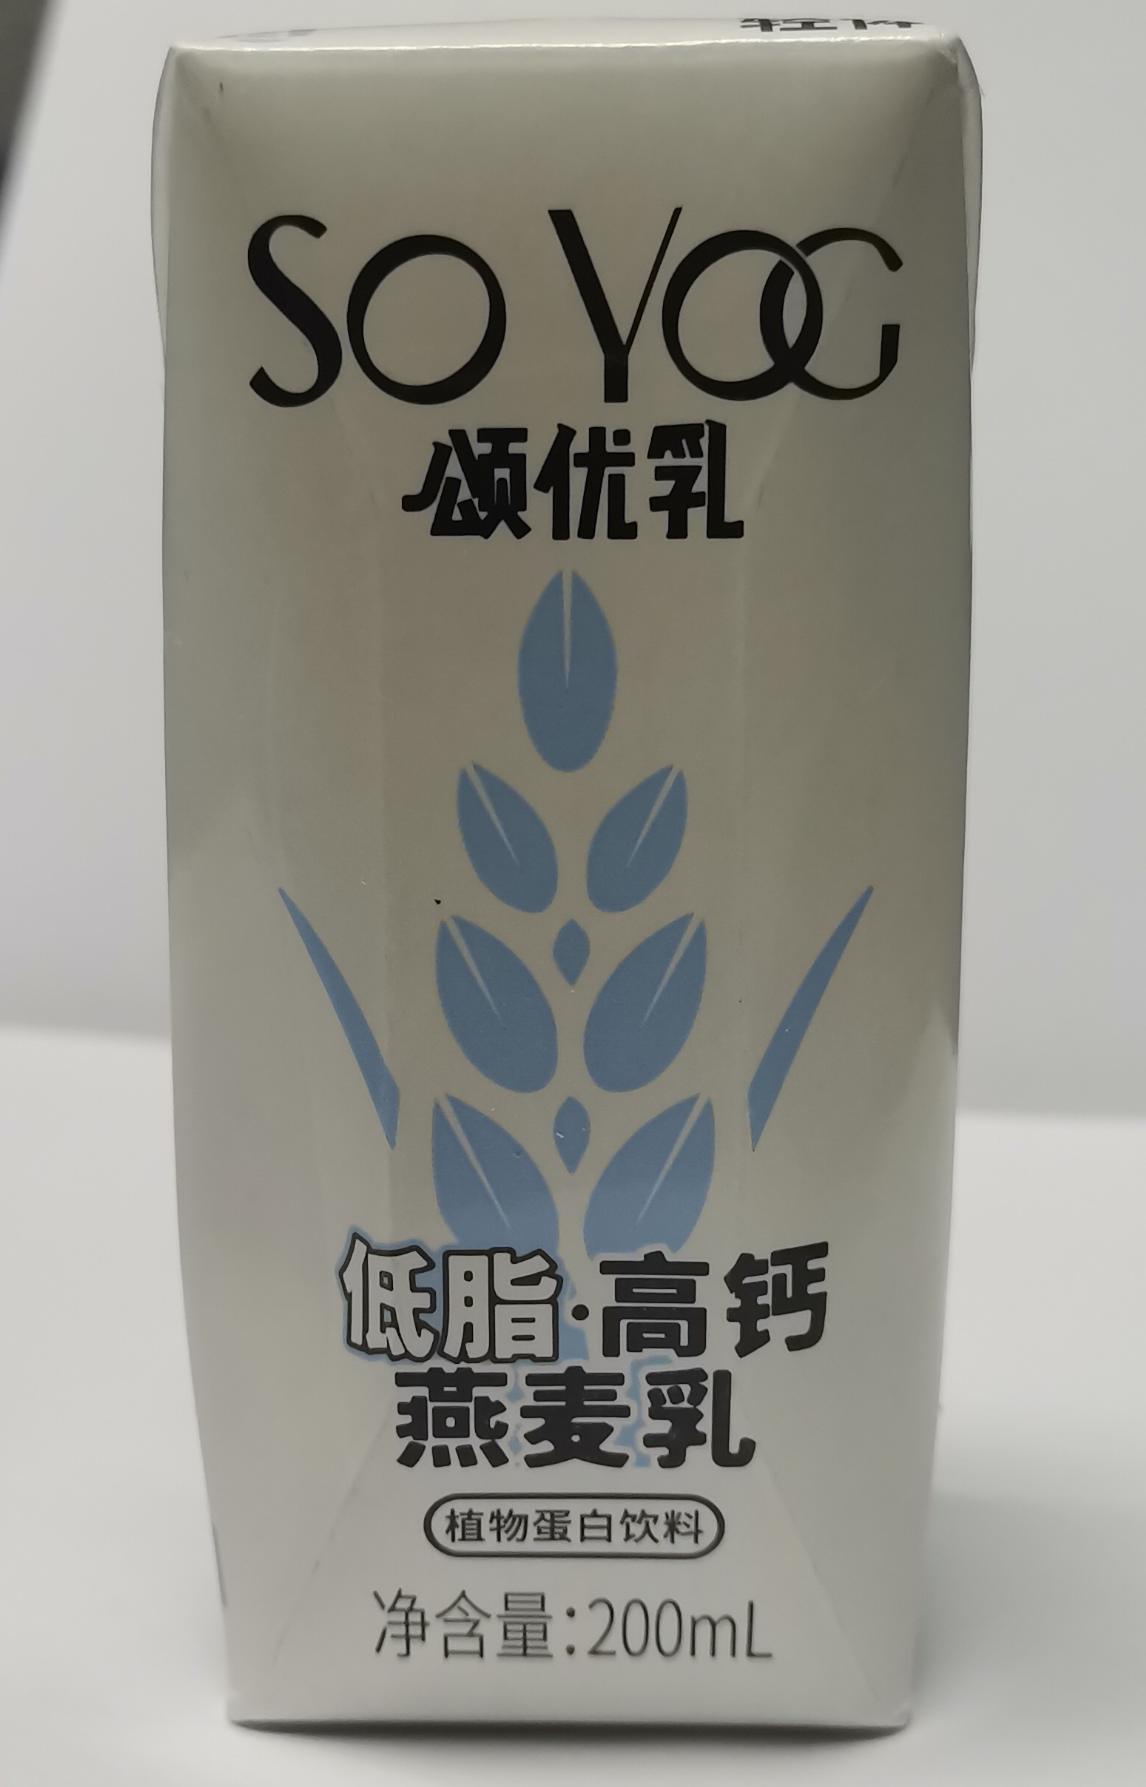 SO YOG
颂优乳
低脂·高钙
燕麦乳
植物蛋白饮料
净含量:200mL